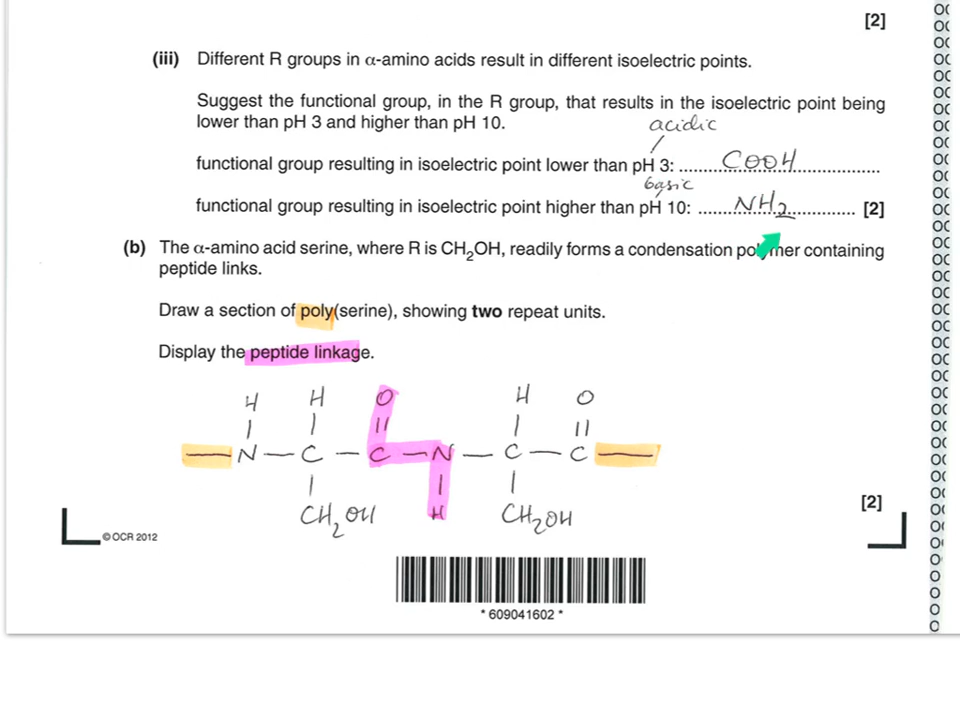 [2]
(iii) Different R groups in α-amino acids result in different isoelectric points.
Suggest the functional group, in the R group, that results in the isoelectric point being
lower than pH 3 and higher than pH 10.
acidic
functional group resulting in isoelectric point lower than pH 3: COOH
basic
functional group resulting in isoelectric point higher than pH 10: NH2 [2]
(b) The α-amino acid serine, where R is CH2OH, readily forms a condensation polymer containing
peptide links.
Draw a section of poly(serine), showing two repeat units.
Display the peptide linkage.
H H O H O
— N — C — C — N — C — C —
CH2OH H CH2OH
[2]
© OCR 2012
* 609041602 *